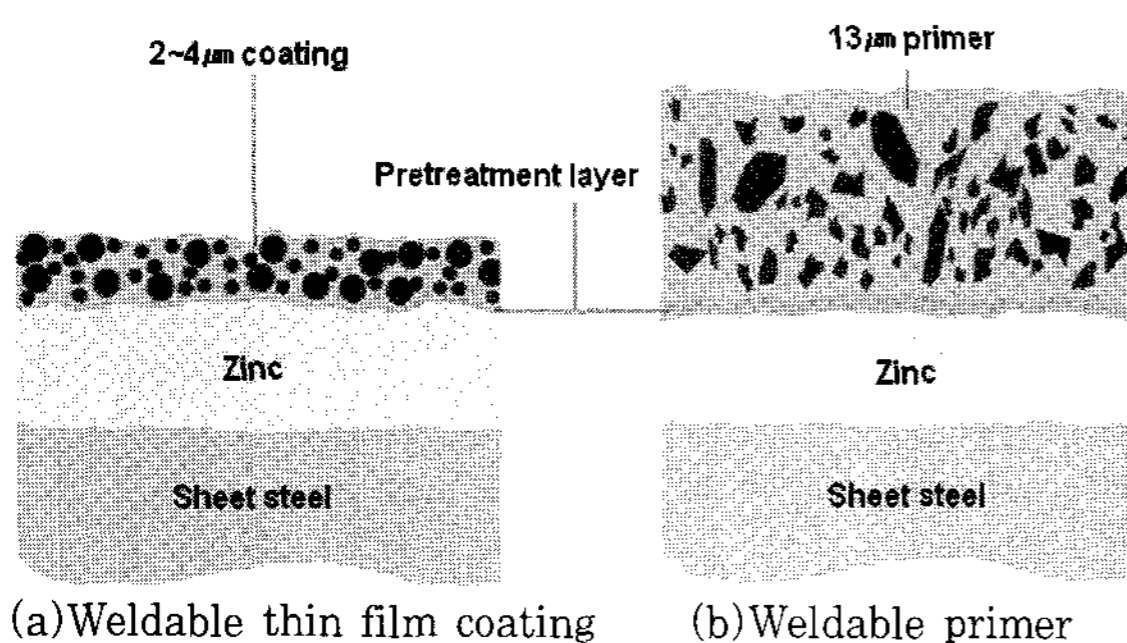 2~4㎛ coating
13㎛ primer
Pretreatment layer
Zinc
Zinc
Sheet steel
Sheet steel
(a)Weldable thin film coating
(b)Weldable primer